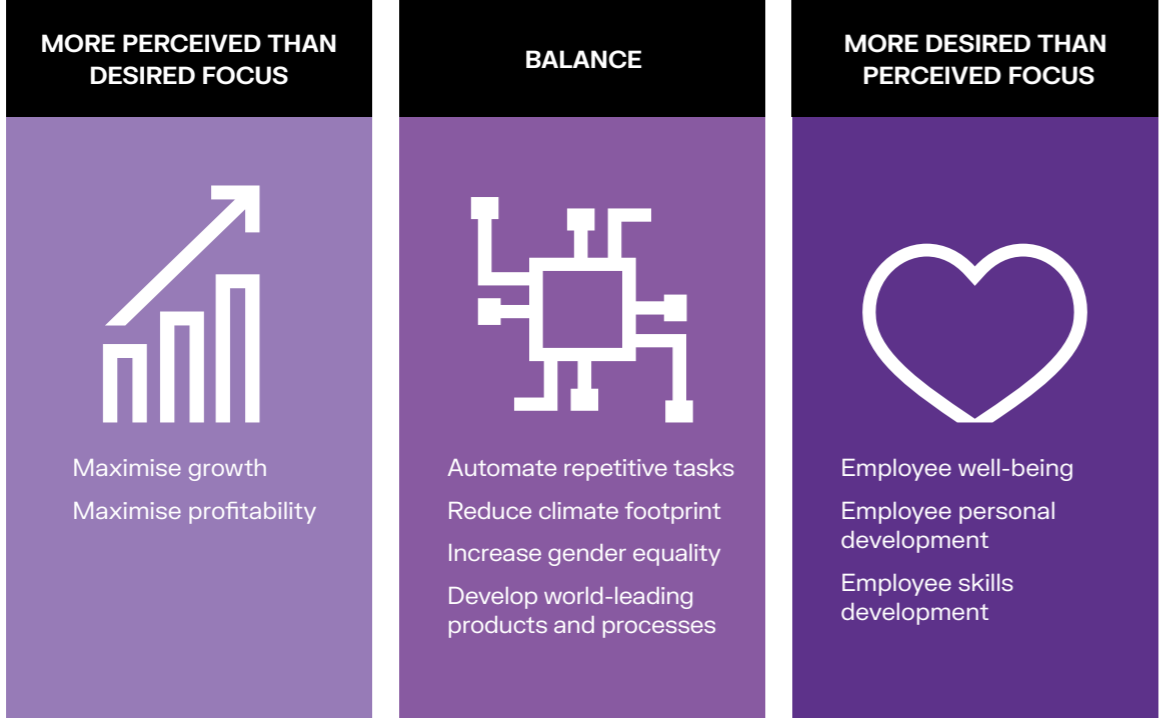 MORE PERCEIVED THAN
DESIRED FOCUS
Maximise growth
Maximise profitability
BALANCE
Automate repetitive tasks
Reduce climate footprint
Increase gender equality
Develop world-leading
products and processes
MORE DESIRED THAN
PERCEIVED FOCUS
Employee well-being
Employee personal
development
Employee skills
development